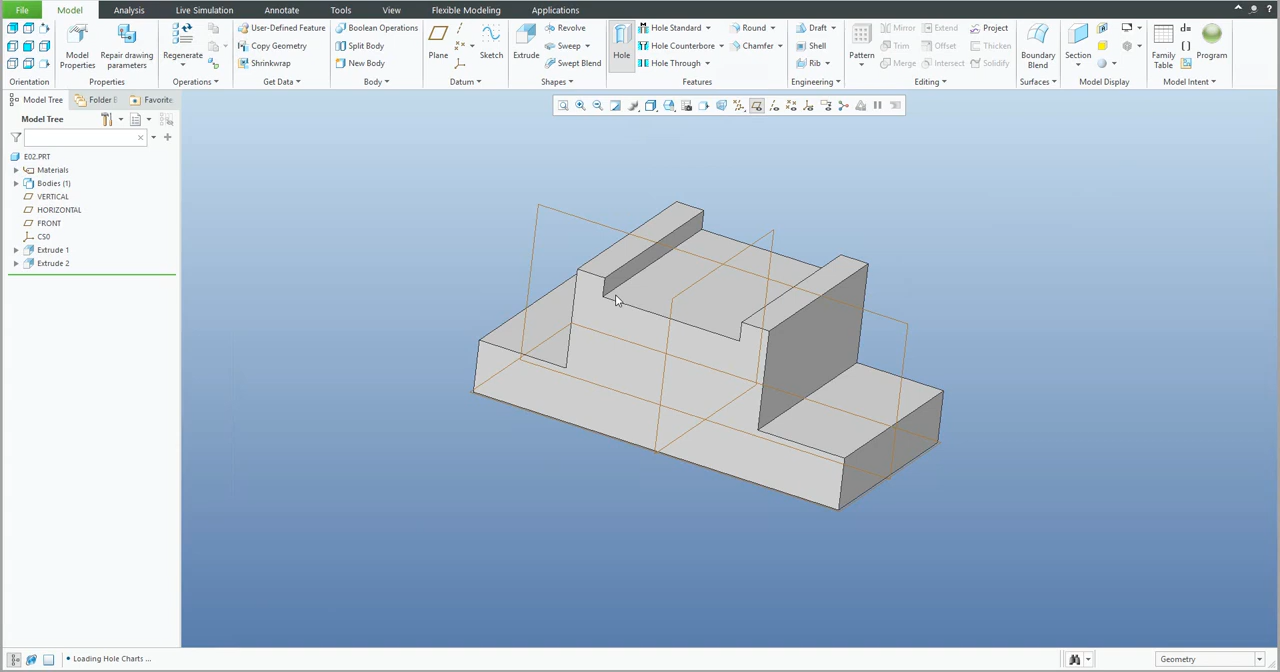 File Model Analysis Live Simulation Annotate Tools View Flexible Modeling Applications
Model Properties
Repair drawing parameters
Regenerate
User-Defined Feature
Copy Geometry
Shrinkwrap
Boolean Operations
Split Body
New Body
Plane
Sketch
Extrude
Revolve
Sweep
Swept Blend
Hole
Hole Standard
Hole Counterbore
Hole Through
Round
Chamfer
Draft
Shell
Rib
Pattern
Mirror
Trim
Merge
Extend
Offset
Intersect
Project
Thicken
Solidify
Boundary Blend
Section
Family Table
d=
Program
Orientation Properties Operations Get Data Body Datum Shapes Features Engineering Editing Surfaces Model Display Model Intent
Model Tree Folder Favorite
Model Tree
E02.PRT
Materials
Bodies (1)
VERTICAL
HORIZONTAL
FRONT
CS0
Extrude 1
Extrude 2
• Loading Hole Charts ...
Geometry